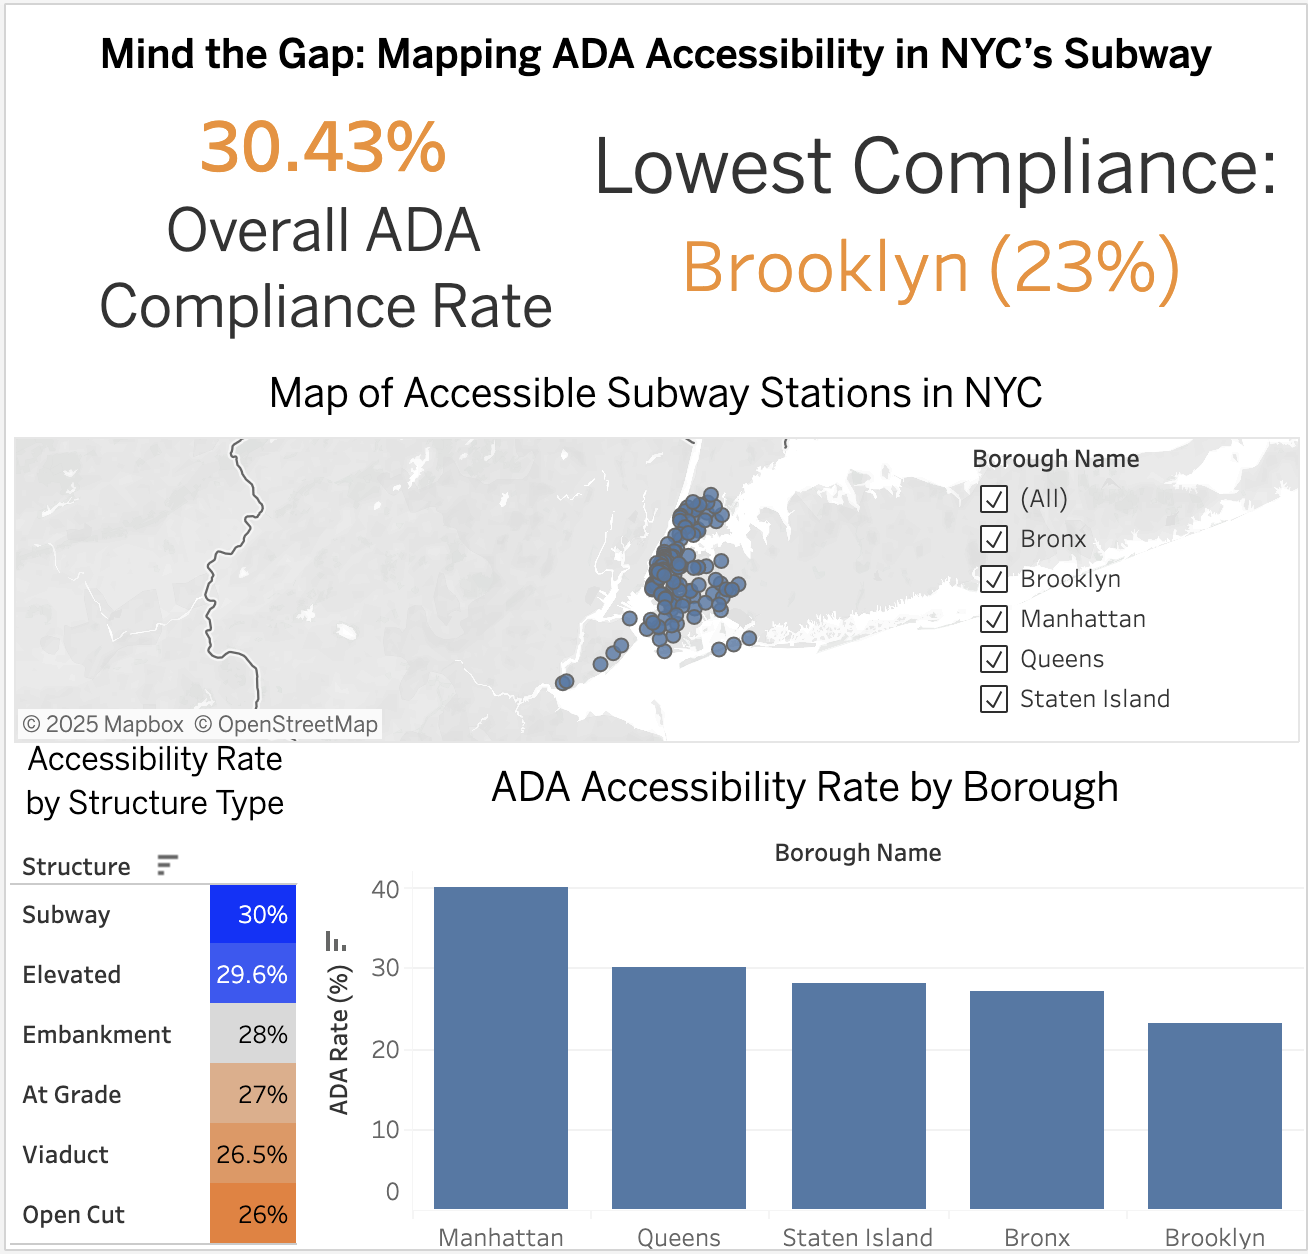 Mind the Gap: Mapping ADA Accessibility in NYC’s Subway
30.43%
Overall ADA
Compliance Rate
Lowest Compliance:
Brooklyn (23%)
Map of Accessible Subway Stations in NYC
Borough Name
(All)
Bronx
Brooklyn
Manhattan
Queens
Staten Island
© 2025 Mapbox © OpenStreetMap
Accessibility Rate
by Structure Type
Structure
Subway 30%
Elevated 29.6%
Embankment 28%
At Grade 27%
Viaduct 26.5%
Open Cut 26%
ADA Accessibility Rate by Borough
Borough Name
ADA Rate (%)
40
30
20
10
0
Manhattan Queens Staten Island Bronx Brooklyn